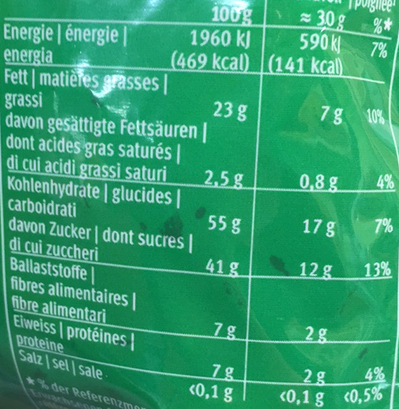 100g ≈ 30 g %*
Energie | énergie | 1960 kJ 590 kJ 7%
energia (469 kcal) (141 kcal)
Fett | matières grasses |
grassi 23 g 7 g 10%
davon gesättigte Fettsäuren |
dont acides gras saturés |
di cui acidi grassi saturi 2,5 g 0,8 g 4%
Kohlenhydrate | glucides |
carboidrati 55 g 17 g 7%
davon Zucker | dont sucres |
di cui zuccheri 41 g 12 g 13%
Ballaststoffe |
fibres alimentaires |
fibre alimentari 7 g 2 g
Eiweiss | protéines |
proteine 7 g 2 g 4%
Salz | sel | sale <0,1 g <0,1 g <0,5%
*% der